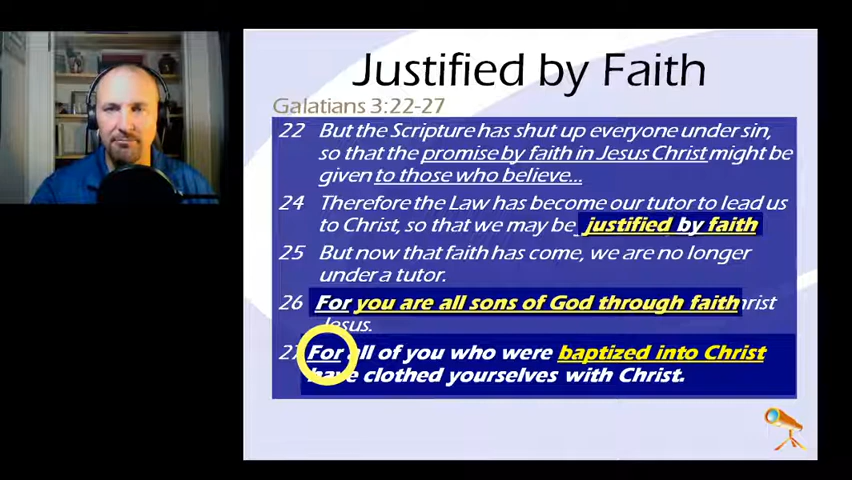 Justified by Faith
Galatians 3:22-27
22 But the Scripture has shut up everyone under sin,
so that the promise by faith in Jesus Christ might be
given to those who believe...
24 Therefore the Law has become our tutor to lead us
to Christ, so that we may be justified by faith
25 But now that faith has come, we are no longer
under a tutor.
26 For you are all sons of God through faith hrist
Jesus.
27 For all of you who were baptized into Christ
have clothed yourselves with Christ.